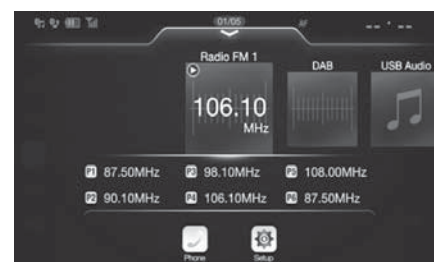 01/05 AF -- · --
Radio FM 1 DAB USB Audio
106.10
MHz
P1 87.50MHz P3 98.10MHz P5 108.00MHz
P2 90.10MHz P4 106.10MHz P6 87.50MHz
Phone Setup